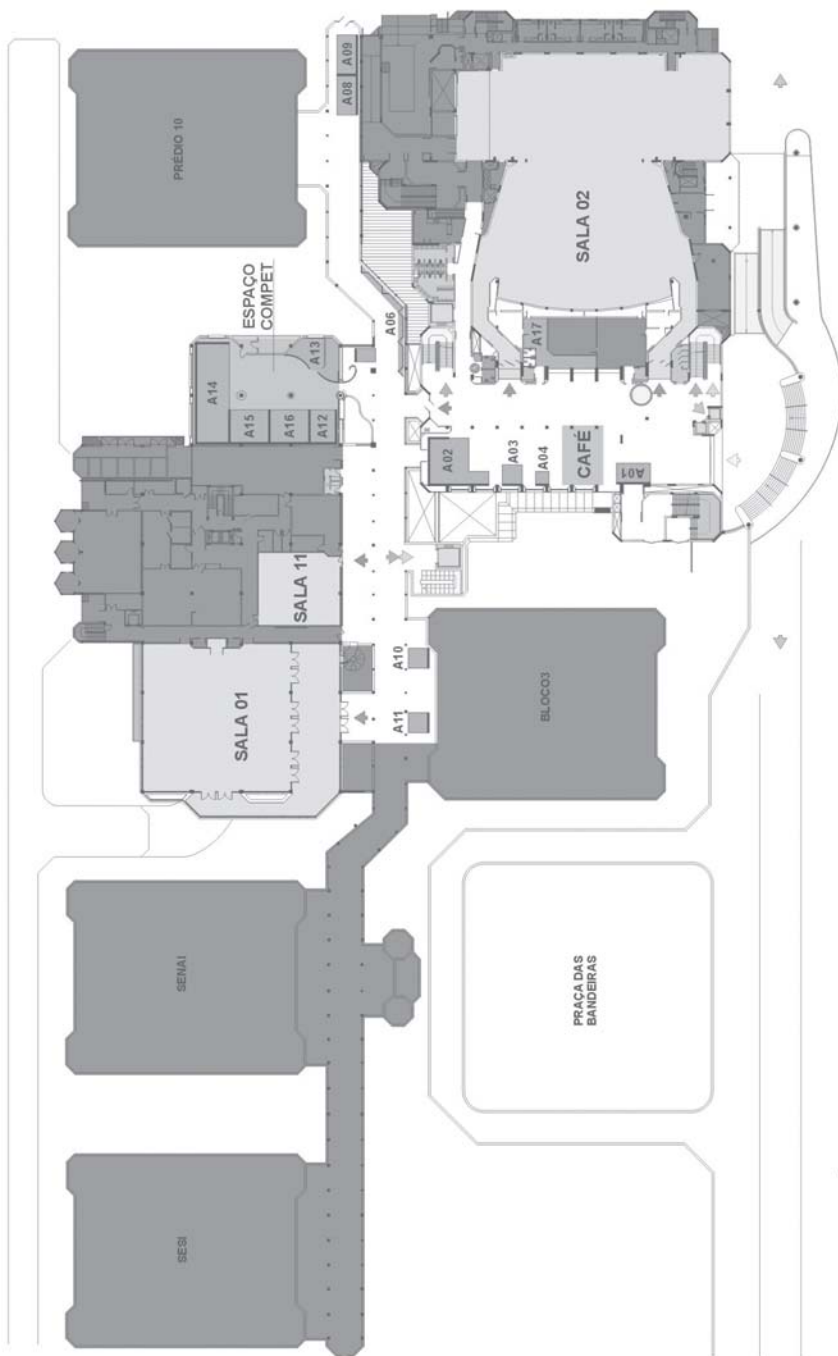 A09
A08
PRÉDIO 10
SALA 02
ESPAÇO
COMPET
A06
A17
A13
A14
A15
A16
A12
A02
A03
A04
CAFÉ
A01
SALA 11
SALA 01
A10
A11
BLOCO3
SENAI
PRAÇA DAS
BANDEIRAS
SESI